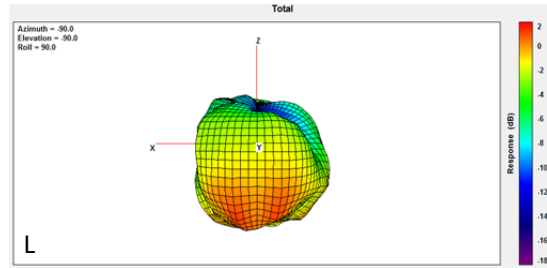 Total
Azimuth = -90.0
Elevation = -90.0
Roll = 90.0
Z
X
Y
L
2
0
-2
-4
-6
-8
-10
-12
-14
-16
-18
Response (dB)